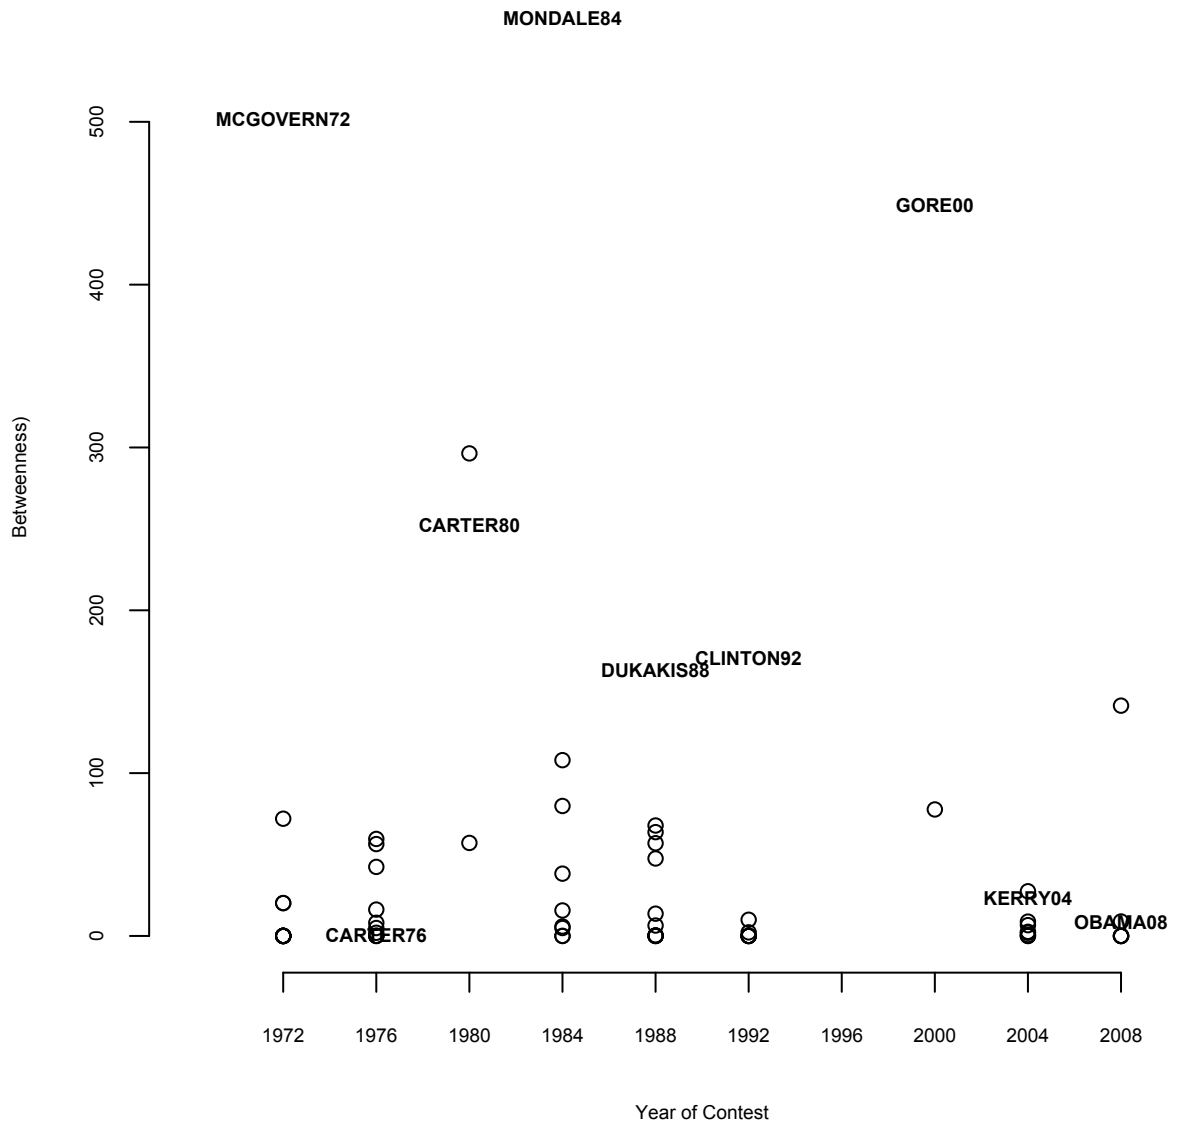 MONDALE84
MCGOVERN72
GORE00
CARTER80
CLINTON92
DUKAKIS88
KERRY04
OBAMA08
CARTER76
Betweenness)
500
400
300
200
100
0
1972 1976 1980 1984 1988 1992 1996 2000 2004 2008
Year of Contest